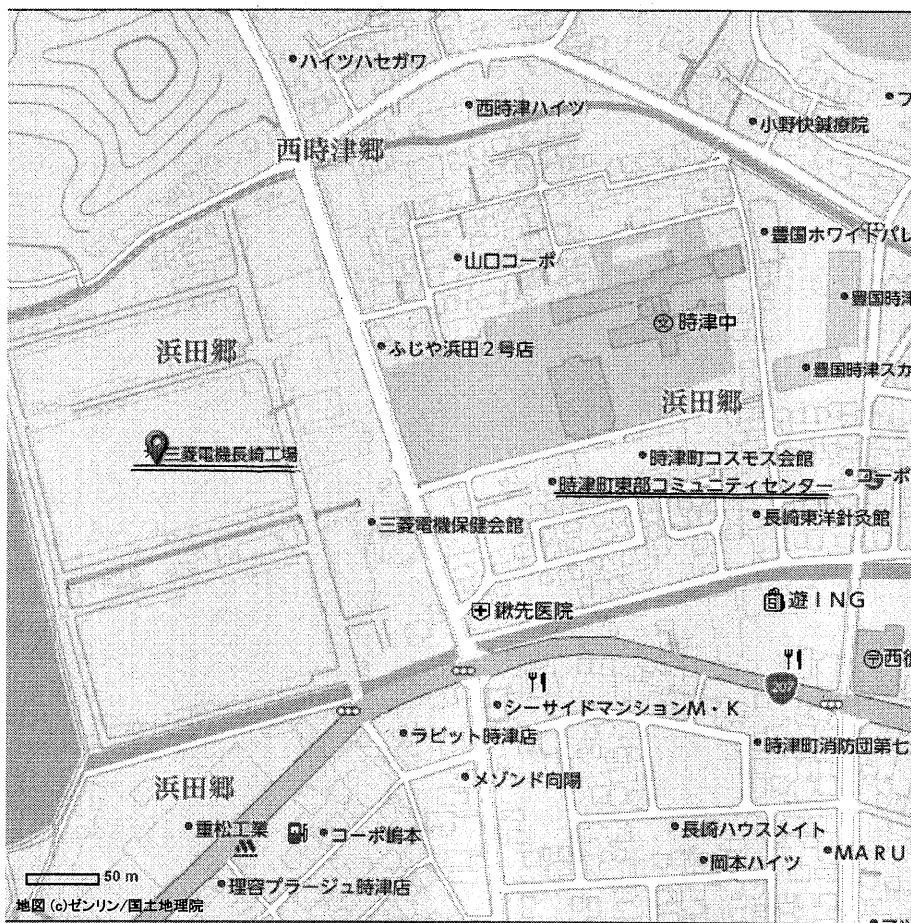 ハイツハセガワ
西時津ハイツ
フ
小野快鍼療院
西時津郷
豊国ホワイトパレ
山口コーポ
豊国時津
文 時津中
ふじや浜田2号店
浜田郷
豊国時津スカ
浜田郷
三菱電機長崎工場
時津町コスモス会館
コーポ
時津町東部コミュニティセンター
三菱電機保健会館
長崎東洋針灸館
遊ING
鍬先医院
207
シーサイドマンションM・K
ラビット時津店
時津町消防団第七
メゾンド向陽
浜田郷
重松工業
コーポ嶋本
長崎ハウスメイト
MARU
岡本ハイツ
50 m
理容プラージュ時津店
地図 (c)ゼンリン/国土地理院